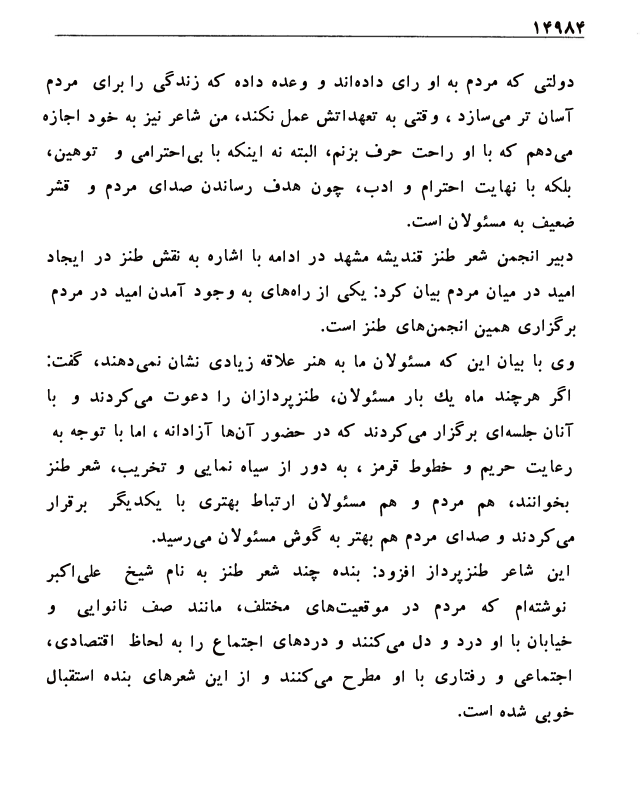 ۱۴۹۸۴
دولتی که مردم به او رای داده‌اند و وعده داده که زندگی را برای مردم
آسان تر می‌سازد ، وقتی به تعهداتش عمل نکند، من شاعر نیز به خود اجازه
می‌دهم که با او راحت حرف بزنم، البته نه اینکه با بی‌احترامی و توهین،
بلکه با نهایت احترام و ادب، چون هدف رساندن صدای مردم و قشر
ضعیف به مسئولان است.
دبیر انجمن شعر طنز قندیشه مشهد در ادامه با اشاره به نقش طنز در ایجاد
امید در میان مردم بیان کرد: یکی از راه‌های به وجود آمدن امید در مردم
برگزاری همین انجمن‌های طنز است.
وی با بیان این که مسئولان ما به هنر علاقه زیادی نشان نمی‌دهند، گفت:
اگر هرچند ماه یك بار مسئولان، طنزپردازان را دعوت می‌کردند و با
آنان جلسه‌ای برگزار می‌کردند که در حضور آن‌ها آزادانه ، اما با توجه به
رعایت حریم و خطوط قرمز ، به دور از سیاه نمایی و تخریب، شعر طنز
بخوانند، هم مردم و هم مسئولان ارتباط بهتری با یکدیگر برقرار
می‌کردند و صدای مردم هم بهتر به گوش مسئولان می‌رسید.
این شاعر طنزپرداز افزود: بنده چند شعر طنز به نام شیخ علی‌اکبر
نوشته‌ام که مردم در موقعیت‌های مختلف، مانند صف نانوایی و
خیابان با او درد و دل می‌کنند و دردهای اجتماع را به لحاظ اقتصادی،
اجتماعی و رفتاری با او مطرح می‌کنند و از این شعرهای بنده استقبال
خوبی شده است.